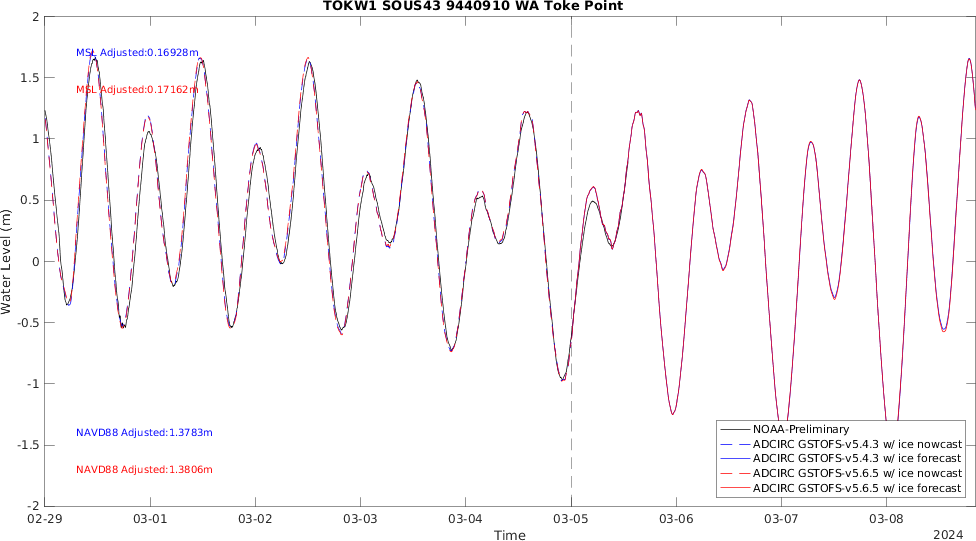 TOKW1 SOUS43 9440910 WA Toke Point
2
1.5
1
0.5
0
-0.5
-1
-1.5
-2
Water Level (m)
MSL Adjusted:0.16928m
MSL Adjusted:0.17162m
NAVD88 Adjusted:1.3783m
NAVD88 Adjusted:1.3806m
NOAA-Preliminary
ADCIRC GSTOFS-v5.4.3 w/ ice nowcast
ADCIRC GSTOFS-v5.4.3 w/ ice forecast
ADCIRC GSTOFS-v5.6.5 w/ ice nowcast
ADCIRC GSTOFS-v5.6.5 w/ ice forecast
02-29 03-01 03-02 03-03 03-04 03-05 03-06 03-07 03-08
Time
2024